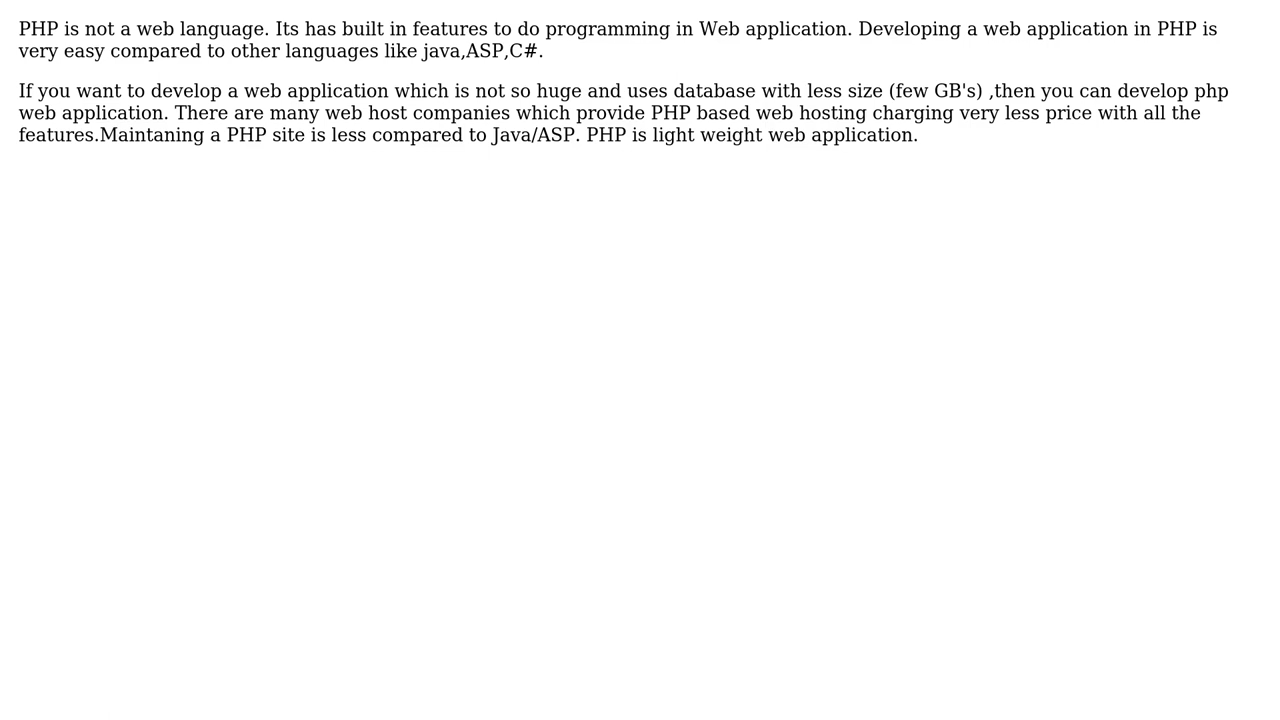 PHP is not a web language. Its has built in features to do programming in Web application. Developing a web application in PHP is
very easy compared to other languages like java,ASP,C#.
If you want to develop a web application which is not so huge and uses database with less size (few GB's) ,then you can develop php
web application. There are many web host companies which provide PHP based web hosting charging very less price with all the
features.Maintaning a PHP site is less compared to Java/ASP. PHP is light weight web application.